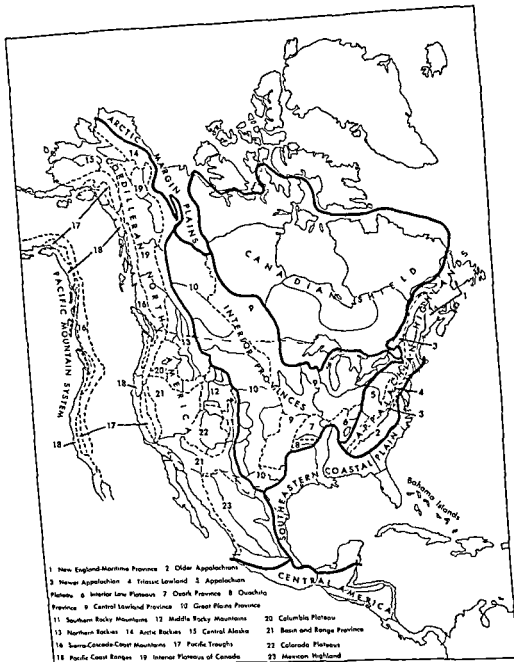 ARCTIC MARGIN PLAINS
CANADIAN SHIELD
CORDILLERAN NORTH AMERICA
INTERIOR PROVINCES
APPALACHIAN HIGHLANDS
SOUTHEASTERN COASTAL PLAIN
PACIFIC MOUNTAIN SYSTEM
Bahama Islands
CENTRAL AMERICA
1 New England-Maritime Province 2 Older Appalachians
3 Newer Appalachian 4 Triassic Lowland 5 Appalachian
Plateau 6 Interior Low Plateaus 7 Ozark Province 8 Ouachita
Province 9 Central Lowland Province 10 Great Plains Province
11 Southern Rocky Mountains 12 Middle Rocky Mountains 20 Columbia Plateau
13 Northern Rockies 14 Arctic Rockies 15 Central Alaska 21 Basin and Range Province
16 Sierra-Cascade-Coast Mountains 17 Pacific Troughs 22 Colorado Plateaus
18 Pacific Coast Ranges 19 Interior Plateaus of Canada 23 Mexican Highland